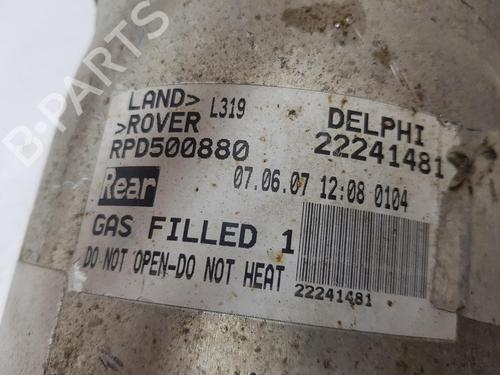 LAND> L319
>ROVER DELPHI
RPD500880 22241481
Rear 07.06.07 12:08 0104
GAS FILLED 1
DO NOT OPEN-DO NOT HEAT
22241481
B-PARTS